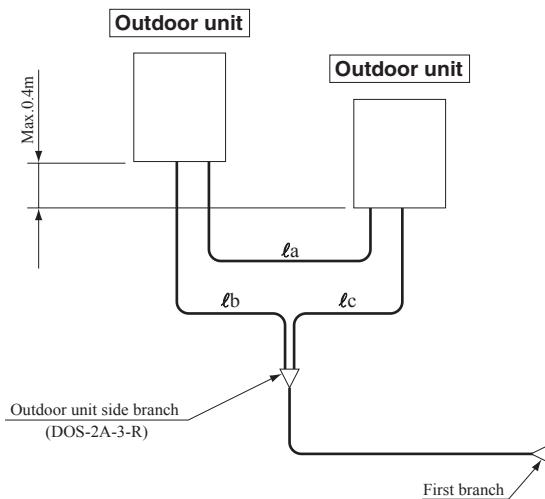 Outdoor unit
Outdoor unit
Max.0.4m
ℓa
ℓb
ℓc
Outdoor unit side branch
(DOS-2A-3-R)
First branch